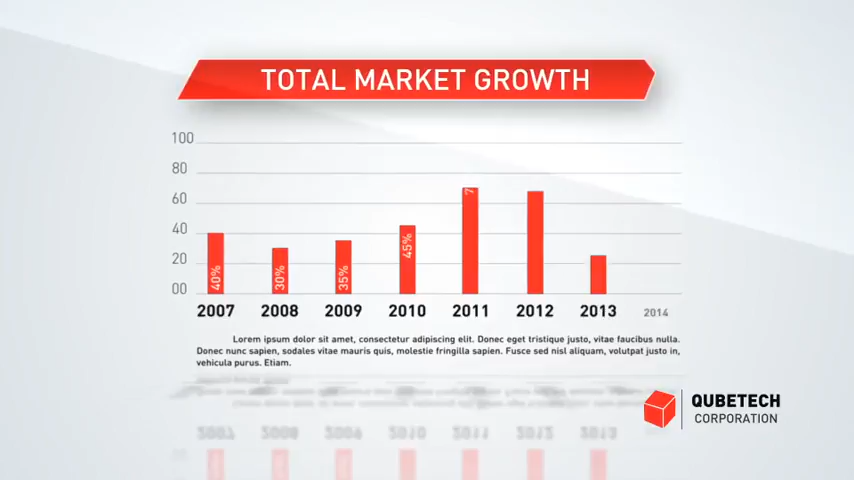 TOTAL MARKET GROWTH
100
80
60
40
20
00
40%
30%
35%
45%
7
2007 2008 2009 2010 2011 2012 2013 2014
Lorem ipsum dolor sit amet, consectetur adipiscing elit. Donec eget tristique justo, vitae faucibus nulla.
Donec nunc sapien, sodales vitae mauris quis, molestie fringilla sapien. Fusce sed nisl aliquam, volutpat justo in,
vehicula purus. Etiam.
QUBETECH
CORPORATION